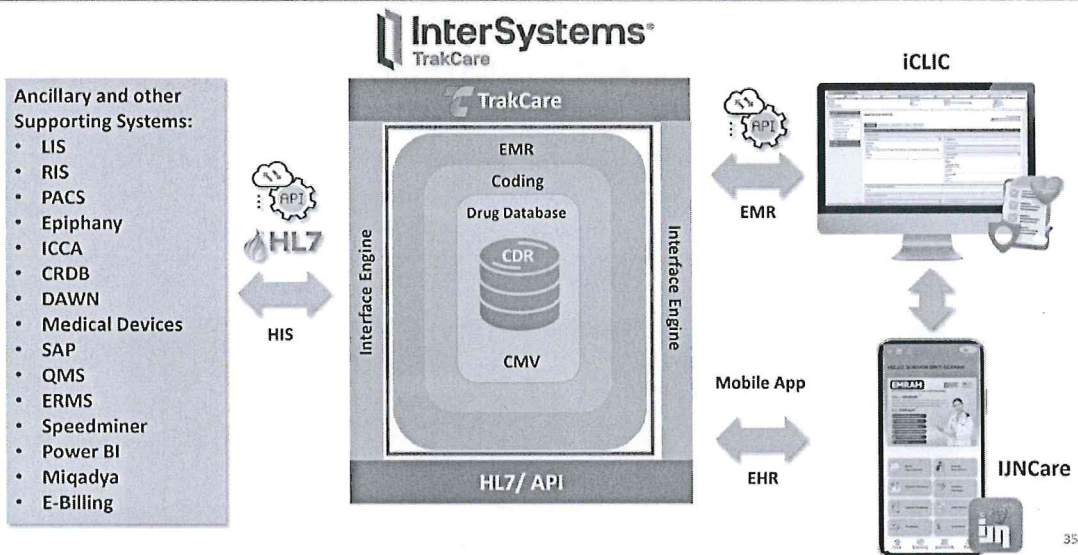 InterSystems®
TrakCare
iCLIC
Ancillary and other
Supporting Systems:
• LIS
• RIS
• PACS
• Epiphany
• ICCA
• CRDB
• DAWN
• Medical Devices
• SAP
• QMS
• ERMS
• Speedminer
• Power BI
• Miqadya
• E-Billing
API
HL7
HIS
TrakCare
Interface Engine
EMR
Coding
Drug Database
CDR
CMV
Interface Engine
HL7/ API
API
EMR
Mobile App
EHR
EMRAH
IJNCare
35